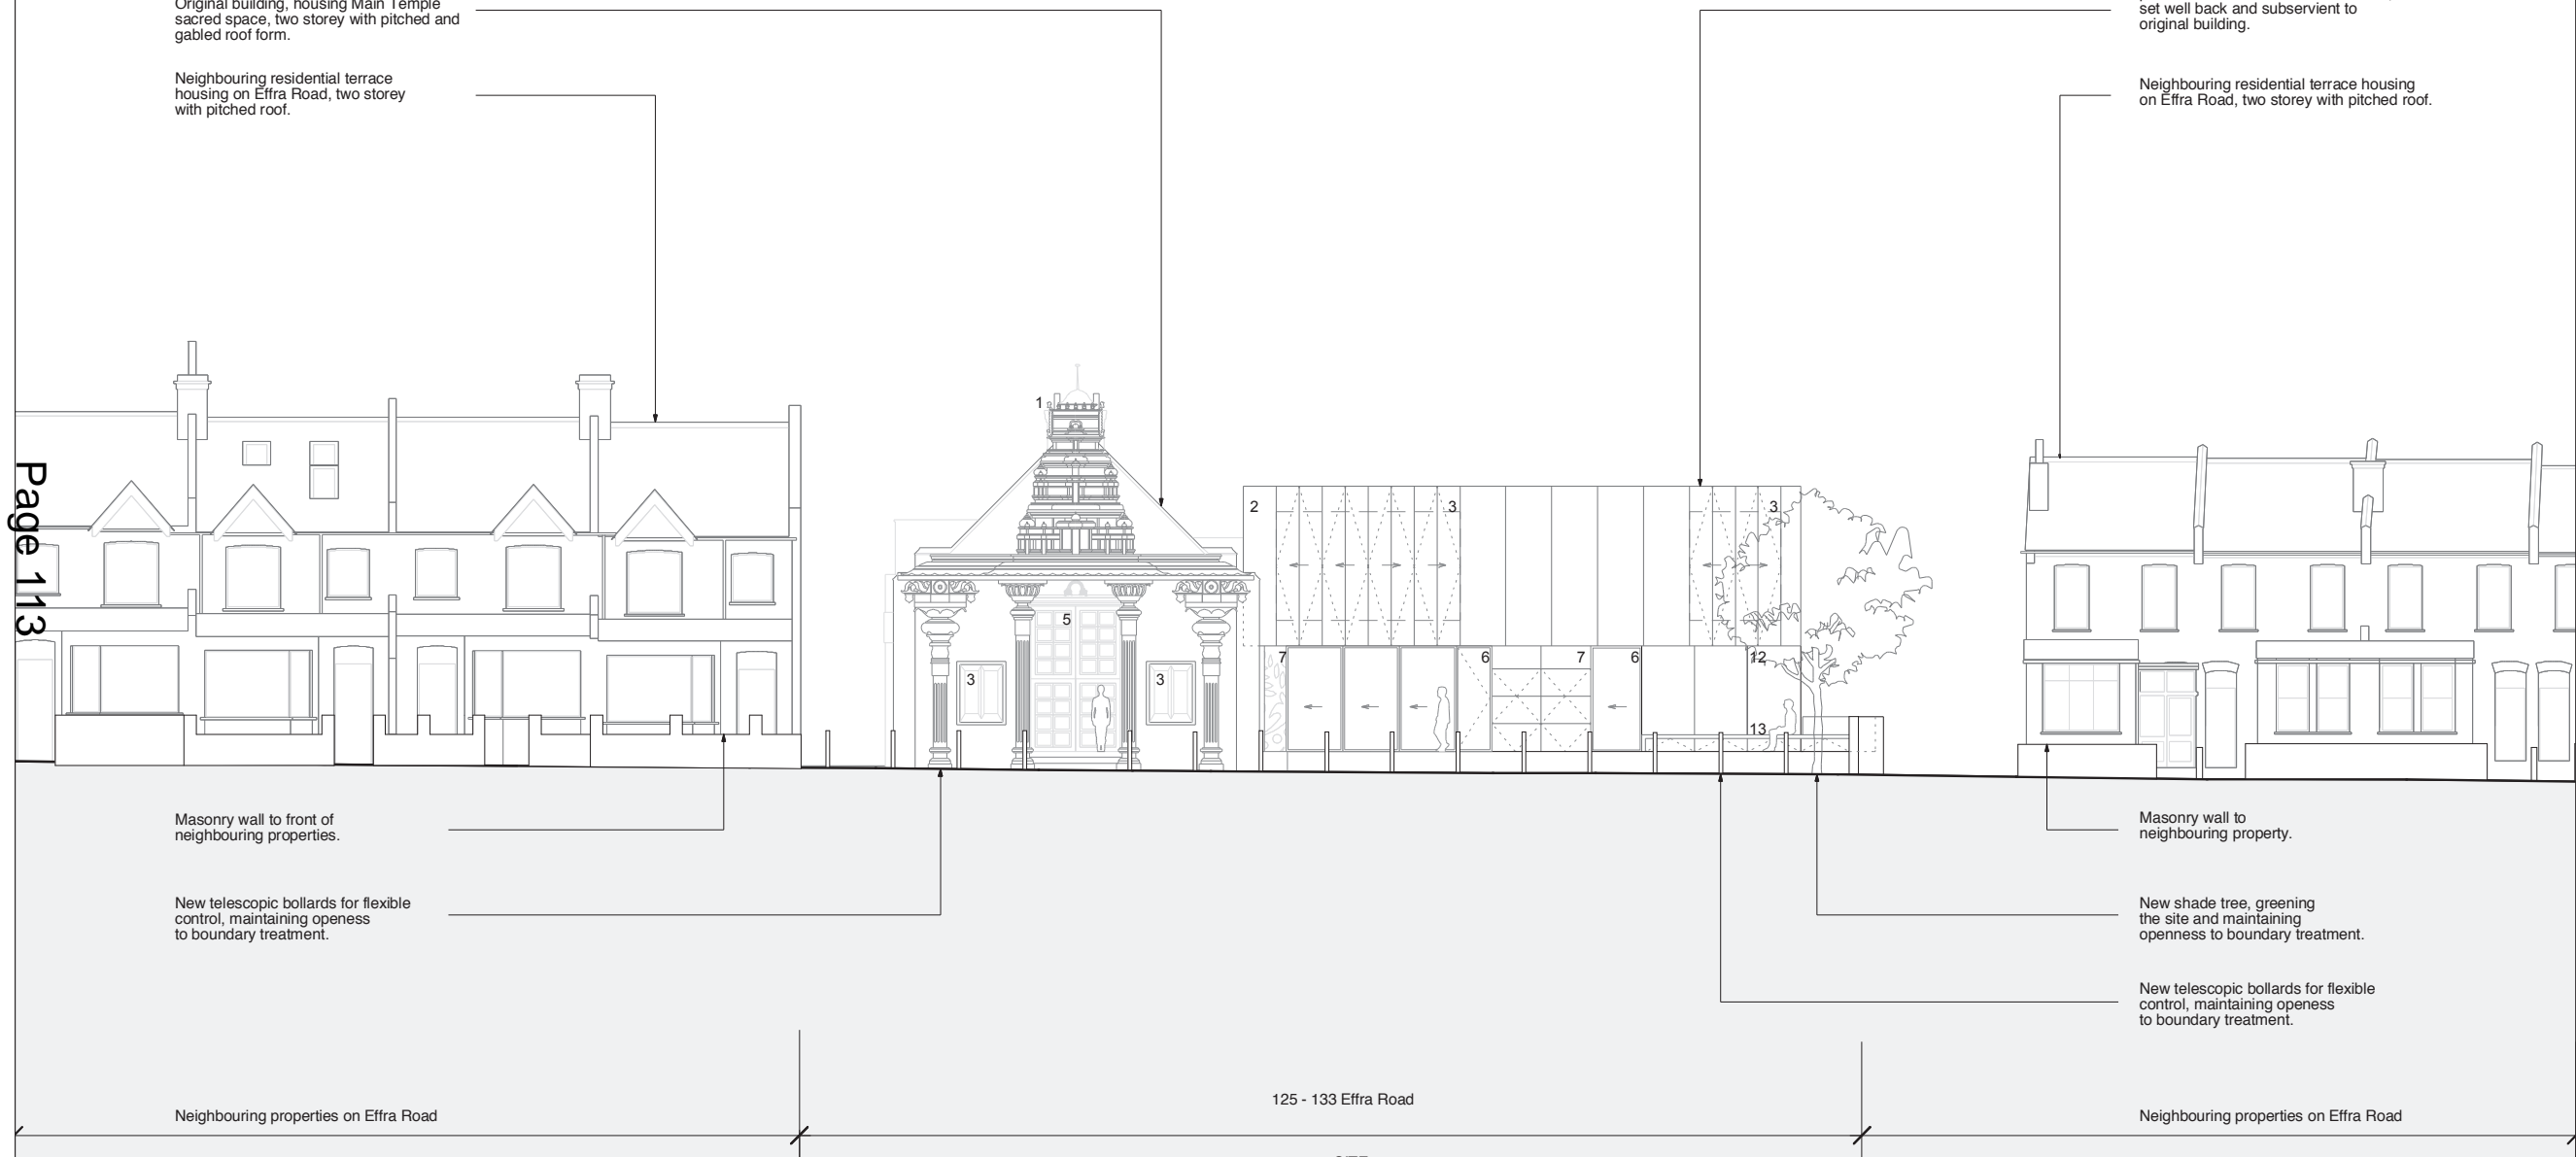 Original building, housing Main Temple
sacred space, two storey with pitched and
gabled roof form.
Neighbouring residential terrace
housing on Effra Road, two storey
with pitched roof.
set well back and subservient to
original building.
Neighbouring residential terrace housing
on Effra Road, two storey with pitched roof.
Page 113
1
2
3
3
5
3
3
7
6
7
6
12
13
Masonry wall to front of
neighbouring properties.
New telescopic bollards for flexible
control, maintaining openess
to boundary treatment.
Masonry wall to
neighbouring property.
New shade tree, greening
the site and maintaining
openness to boundary treatment.
New telescopic bollards for flexible
control, maintaining openess
to boundary treatment.
Neighbouring properties on Effra Road
125 - 133 Effra Road
Neighbouring properties on Effra Road